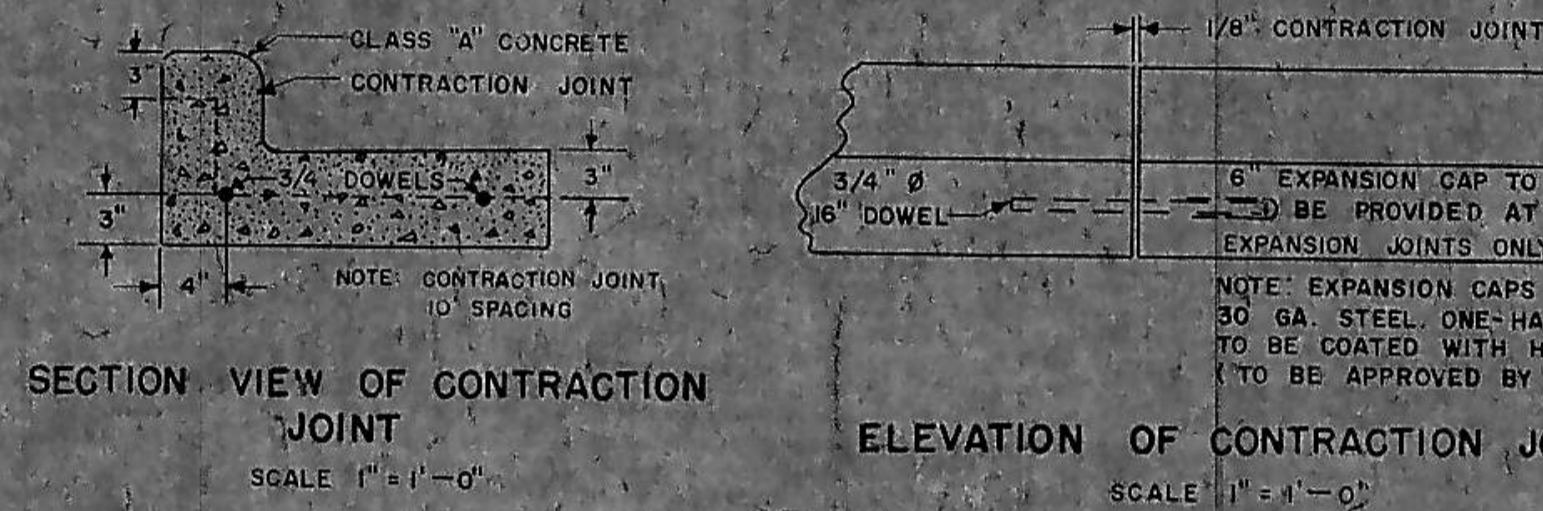 CLASS "A" CONCRETE
CONTRACTION JOINT
3"
3/4" DOWELS
3"
3"
4"
NOTE: CONTRACTION JOINT
10' SPACING
SECTION VIEW OF CONTRACTION
JOINT
SCALE 1" = 1'-0"
1/8" CONTRACTION JOINT
3/4" Ø
16" DOWEL
6" EXPANSION CAP TO
BE PROVIDED AT
EXPANSION JOINTS ONLY
NOTE: EXPANSION CAPS
30 GA. STEEL. ONE-HA
TO BE COATED WITH H
(TO BE APPROVED BY
ELEVATION OF CONTRACTION JO
SCALE 1" = 1'-0"